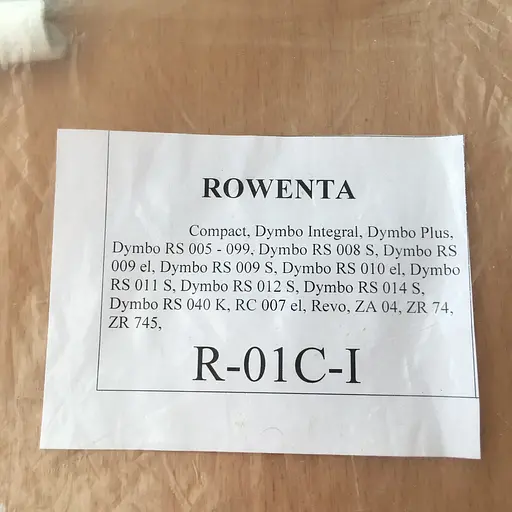 ROWENTA
Compact, Dymbo Integral, Dymbo Plus,
Dymbo RS 005 - 099, Dymbo RS 008 S, Dymbo RS
009 el, Dymbo RS 009 S, Dymbo RS 010 el, Dymbo
RS 011 S, Dymbo RS 012 S, Dymbo RS 014 S,
Dymbo RS 040 K, RC 007 el, Revo, ZA 04, ZR 74,
ZR 745,
R-01C-I